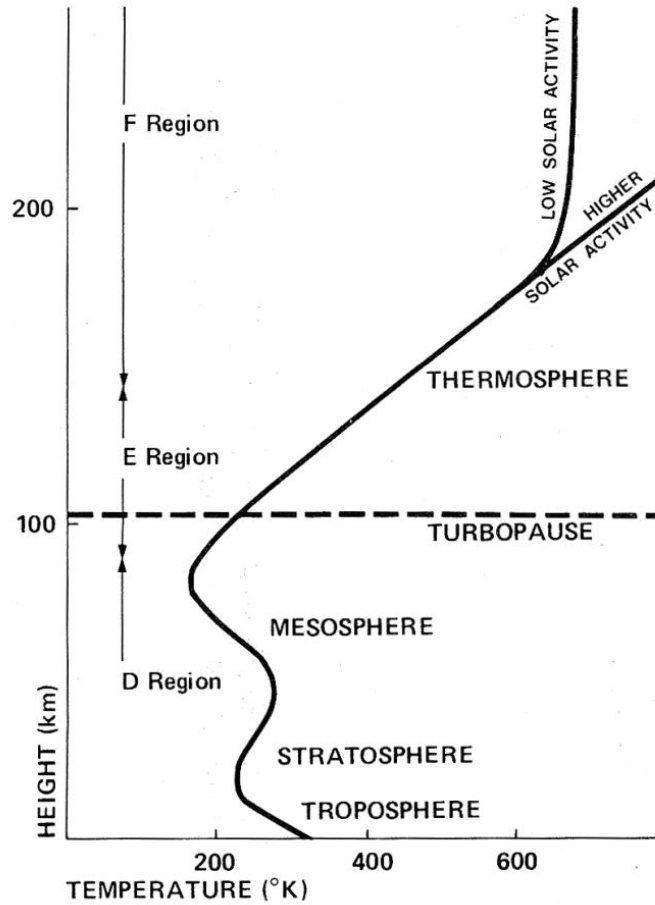 F Region
LOW SOLAR ACTIVITY
200
HIGHER
SOLAR ACTIVITY
THERMOSPHERE
E Region
100
TURBOPAUSE
MESOSPHERE
D Region
HEIGHT (km)
STRATOSPHERE
TROPOSPHERE
200 400 600
TEMPERATURE (°K)